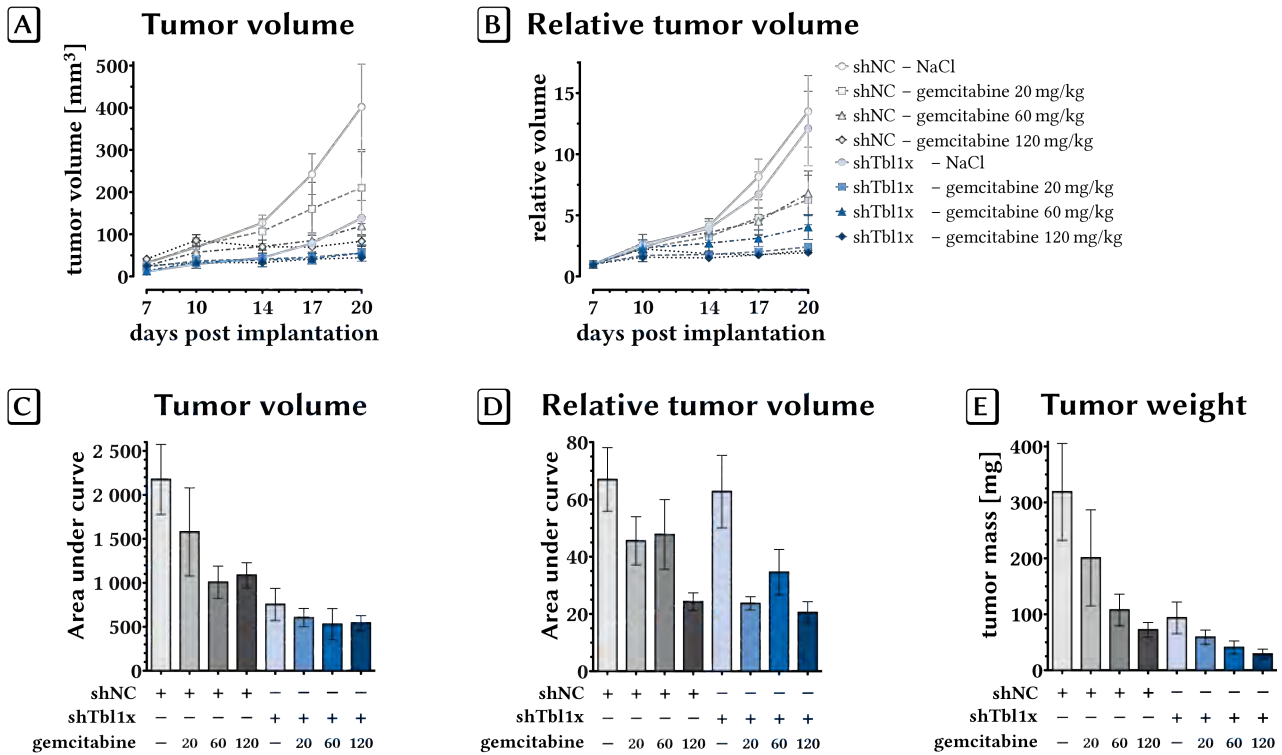 A Tumor volume
tumor volume [mm³]
500
400
300
200
100
0
7 10 14 17 20
days post implantation
B Relative tumor volume
relative volume
15
10
5
0
7 10 14 17 20
days post implantation
shNC – NaCl
shNC – gemcitabine 20 mg/kg
shNC – gemcitabine 60 mg/kg
shNC – gemcitabine 120 mg/kg
shTbl1x – NaCl
shTbl1x – gemcitabine 20 mg/kg
shTbl1x – gemcitabine 60 mg/kg
shTbl1x – gemcitabine 120 mg/kg
C Tumor volume
Area under curve
2 500
2 000
1 500
1 000
500
0
shNC + + + + – – – –
shTbl1x – – – – + + + +
gemcitabine – 20 60 120 – 20 60 120
D Relative tumor volume
Area under curve
80
60
40
20
0
+ + + + – – – –
shTbl1x – – – – + + + +
– 20 60 120 – 20 60 120
shNC
gemcitabine
E Tumor weight
tumor mass [mg]
400
300
200
100
0
shNC + + + + – – – –
shTbl1x – – – – + + + +
gemcitabine – 20 60 120 – 20 60 120